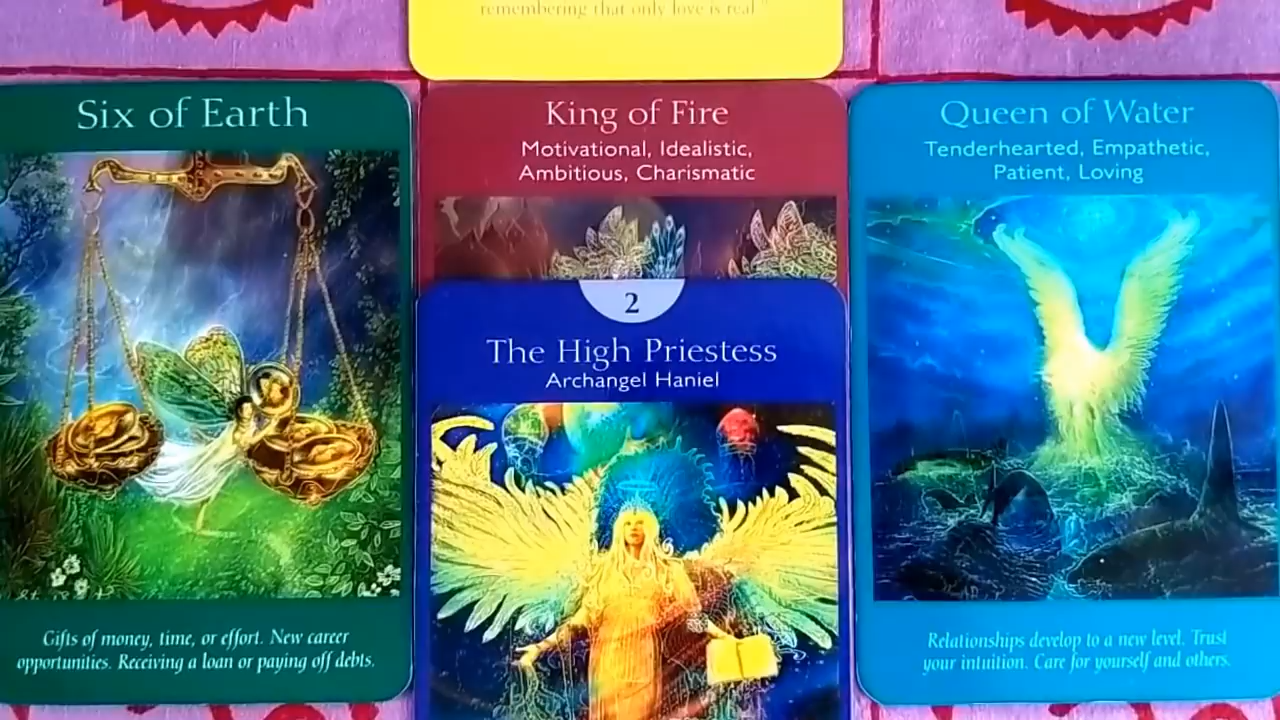 remembering that only love is real."
Six of Earth
Gifts of money, time, or effort. New career
opportunities. Receiving a loan or paying off debts.
King of Fire
Motivational, Idealistic,
Ambitious, Charismatic
2
The High Priestess
Archangel Haniel
Queen of Water
Tenderhearted, Empathetic,
Patient, Loving
Relationships develop to a new level. Trust
your intuition. Care for yourself and others.